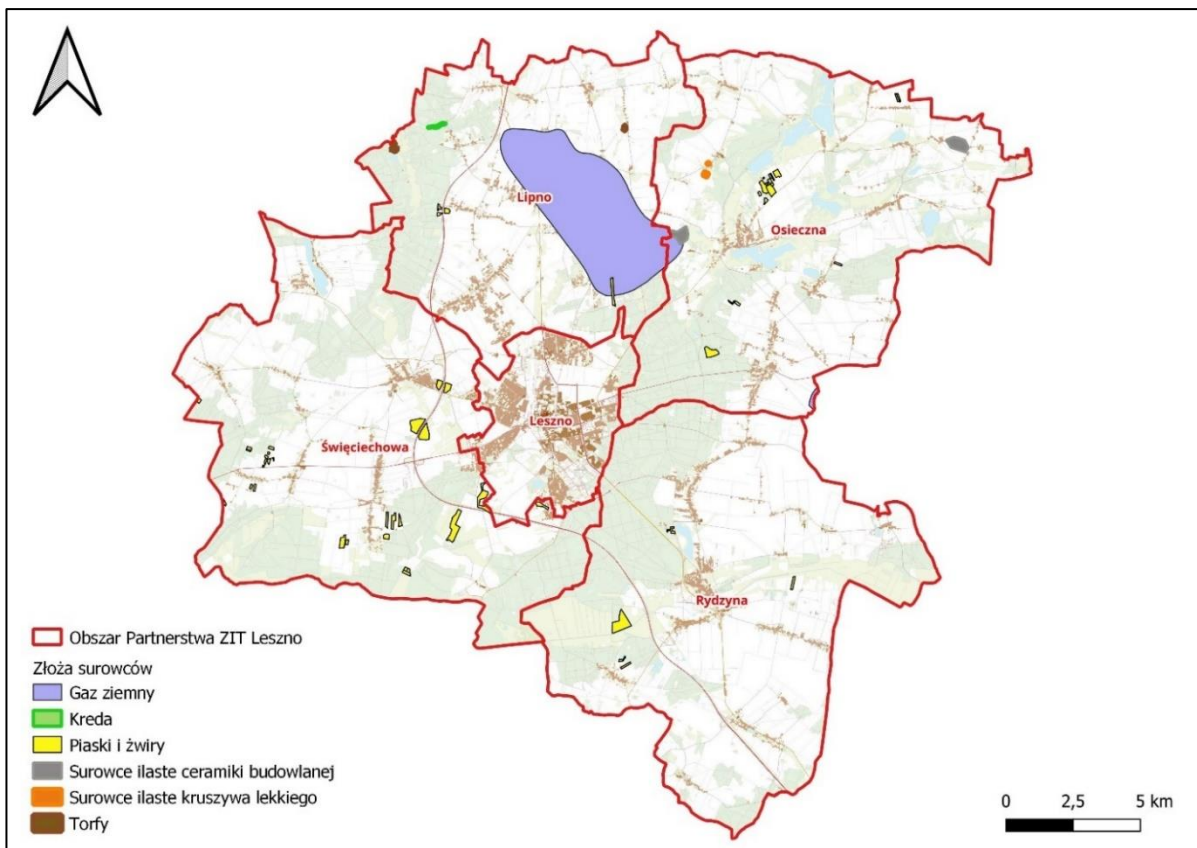 Lipno
Osieczna
Leszno
Święciechowa
Rydzyna
Obszar Partnerstwa ZIT Leszno
Złoża surowców
Gaz ziemny
Kreda
Piaski i żwiry
Surowce ilaste ceramiki budowlanej
Surowce ilaste kruszywa lekkiego
Torfy
0 2,5 5 km